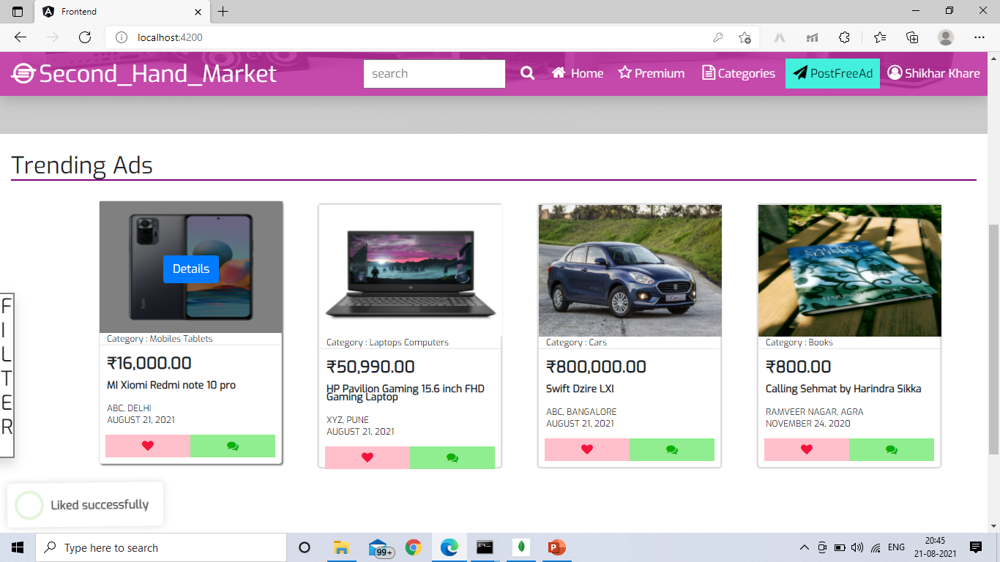 Frontend
localhost:4200
Second_Hand_Market
search
Home
Premium
Categories
PostFreeAd
Shikhar Khare
Trending Ads
FILTER
Details
Category : Mobiles Tablets
₹16,000.00
MI Xiomi Redmi note 10 pro
ABC, DELHI
AUGUST 21, 2021
Category : Laptops Computers
₹50,990.00
HP Pavilion Gaming 15.6 inch FHD
Gaming Laptop
XYZ, PUNE
AUGUST 21, 2021
Category : Cars
₹800,000.00
Swift Dzire LXI
ABC, BANGALORE
AUGUST 21, 2021
CALLING
SEHMAT
Category : Books
₹800.00
Calling Sehmat by Harindra Sikka
RAMVEER NAGAR, AGRA
NOVEMBER 24, 2020
Liked successfully
Type here to search
99+
ENG
20:45
21-08-2021